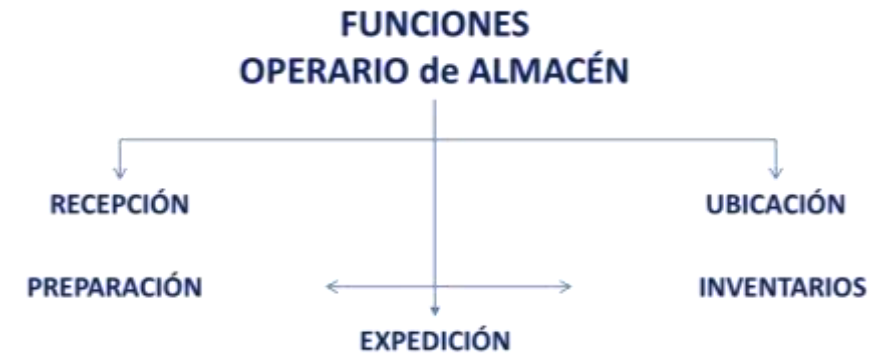 FUNCIONES
OPERARIO de ALMACÉN
RECEPCIÓN
UBICACIÓN
PREPARACIÓN
INVENTARIOS
EXPEDICIÓN